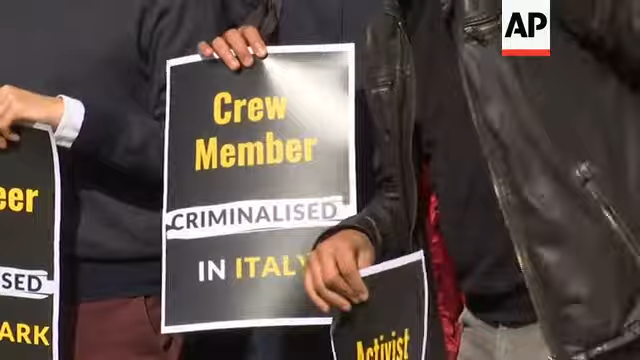 AP
Crew
Member
CRIMINALISED
IN ITALY
eer
SED
ARK
Activist